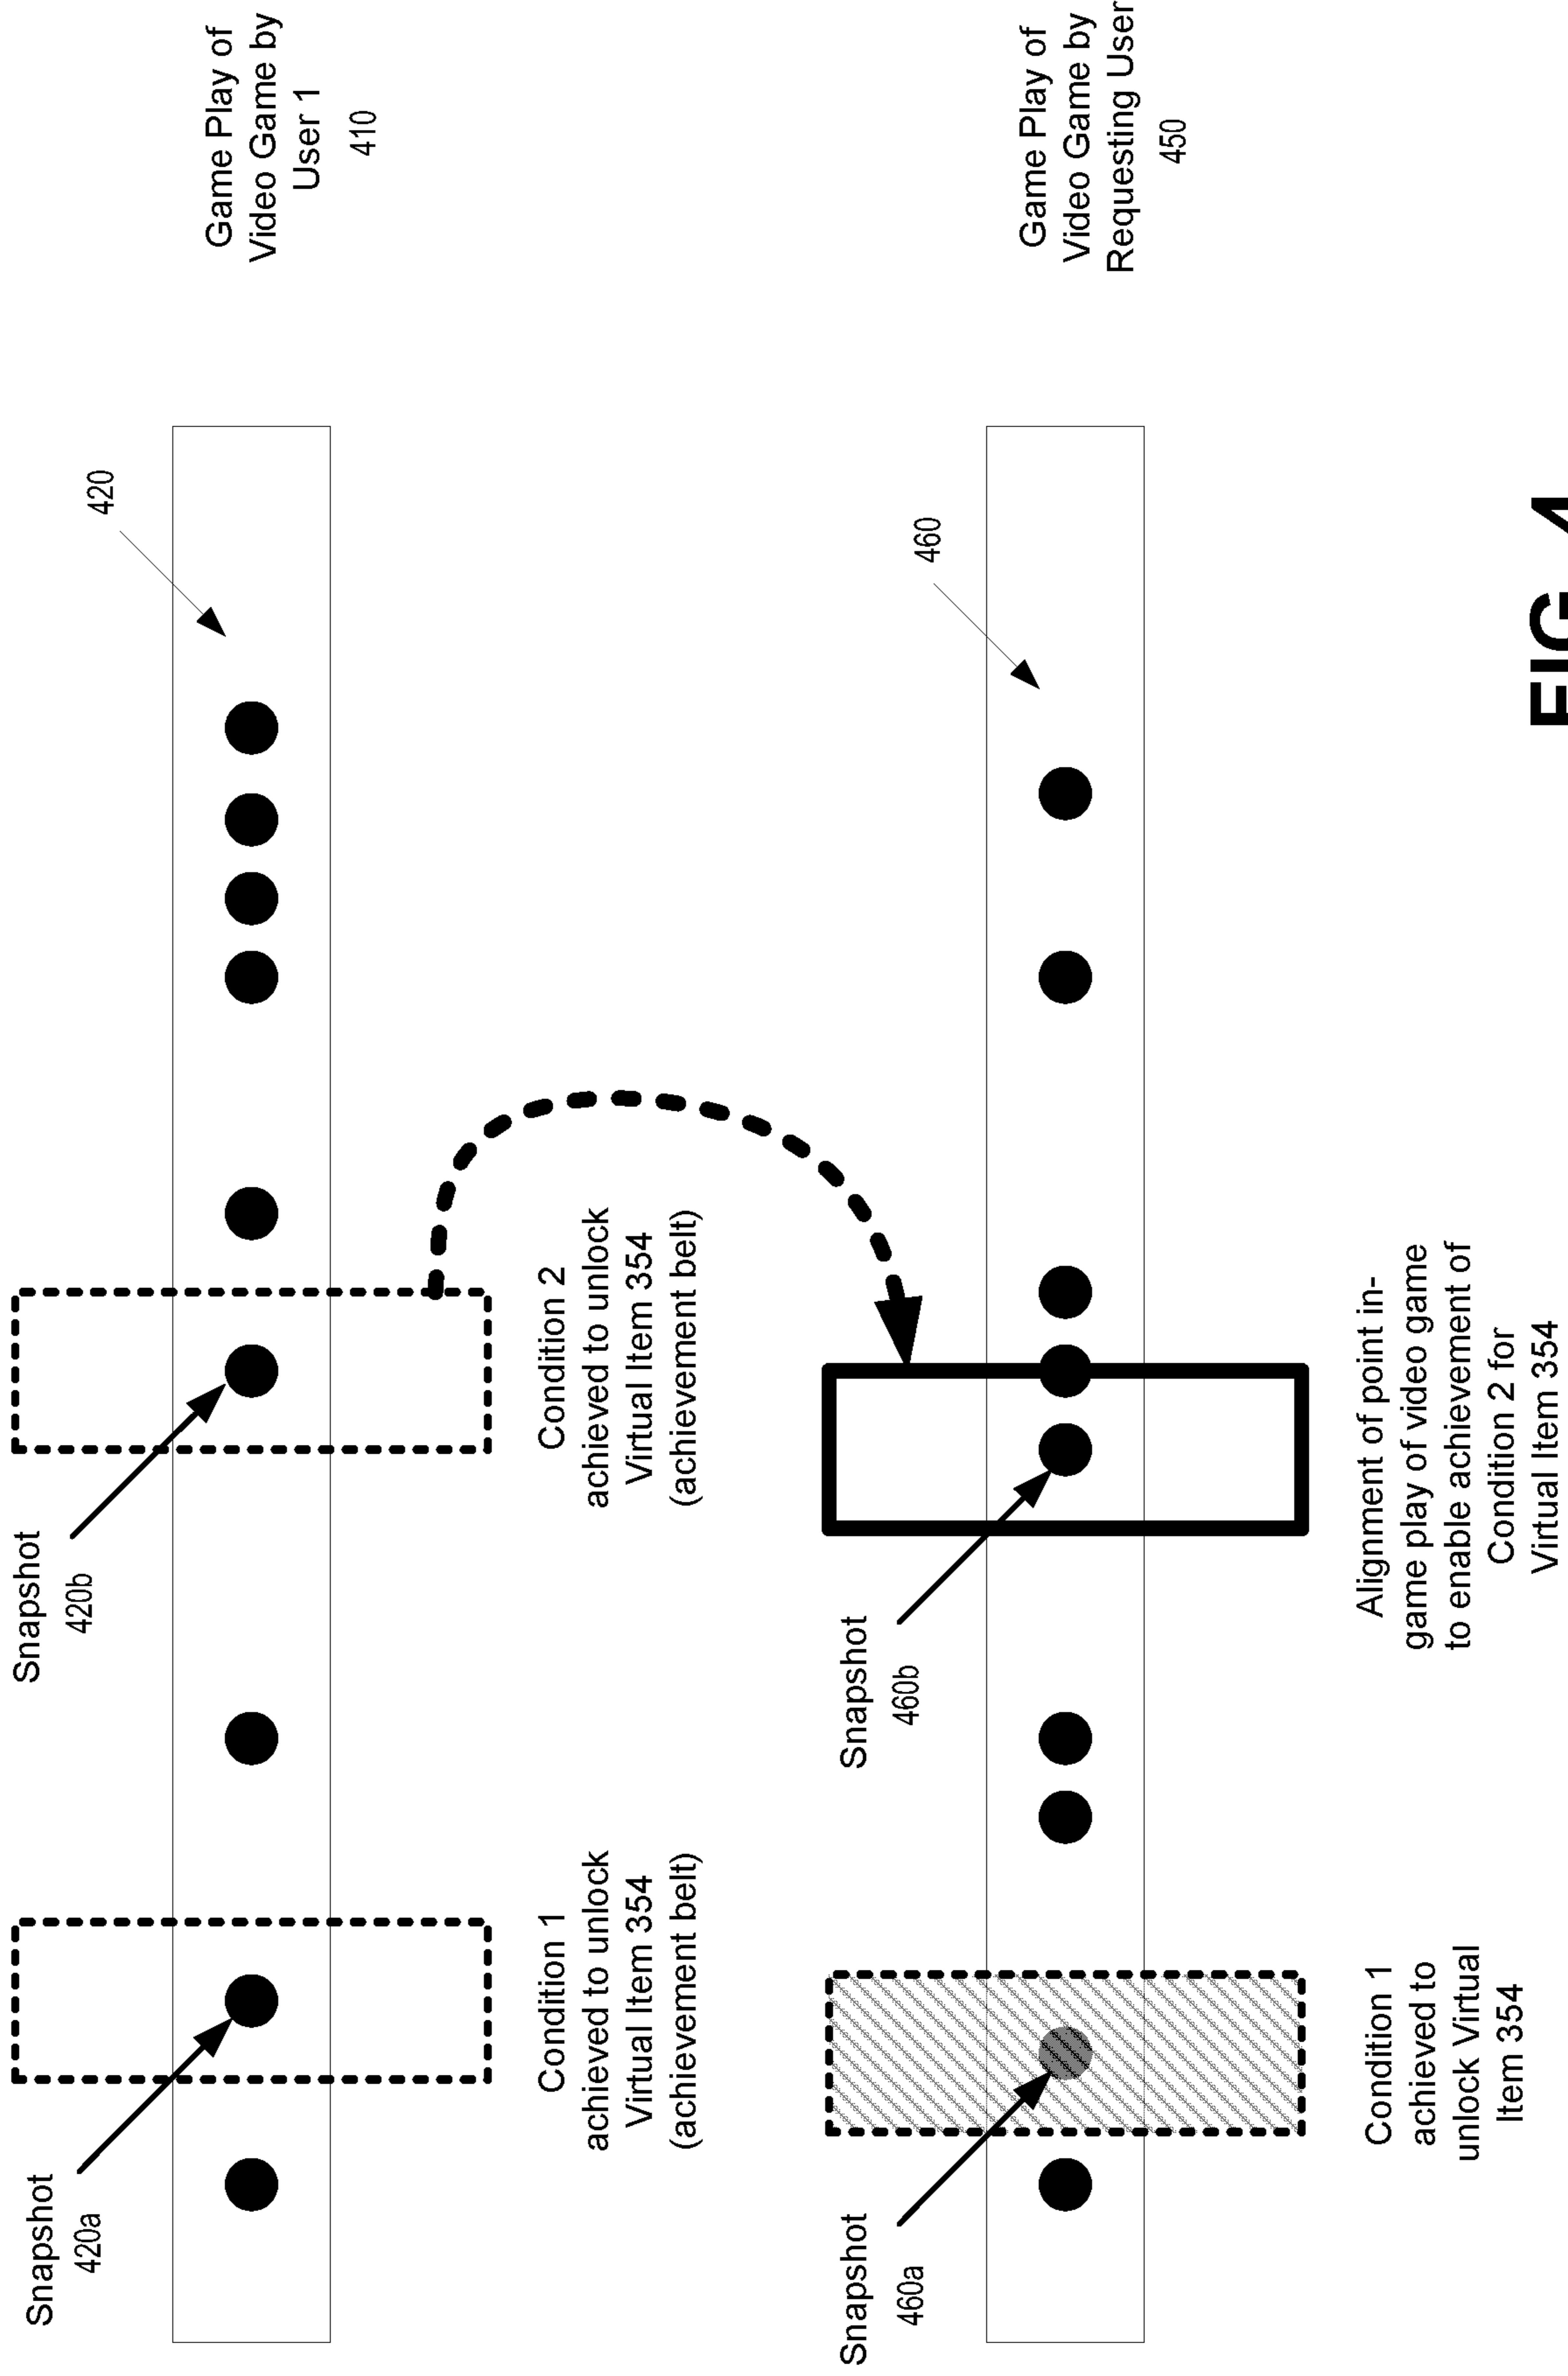 Snapshot
420a
Snapshot
420b
420
Game Play of
Video Game by
User 1
410
Condition 1
achieved to unlock
Virtual Item 354
(achievement belt)
Condition 2
achieved to unlock
Virtual Item 354
(achievement belt)
Snapshot
460a
Snapshot
460b
460
Game Play of
Video Game by
Requesting User
450
Condition 1
achieved to
unlock Virtual
Item 354
Alignment of point in-
game play of video game
to enable achievement of
Condition 2 for
Virtual Item 354
FIG. 4